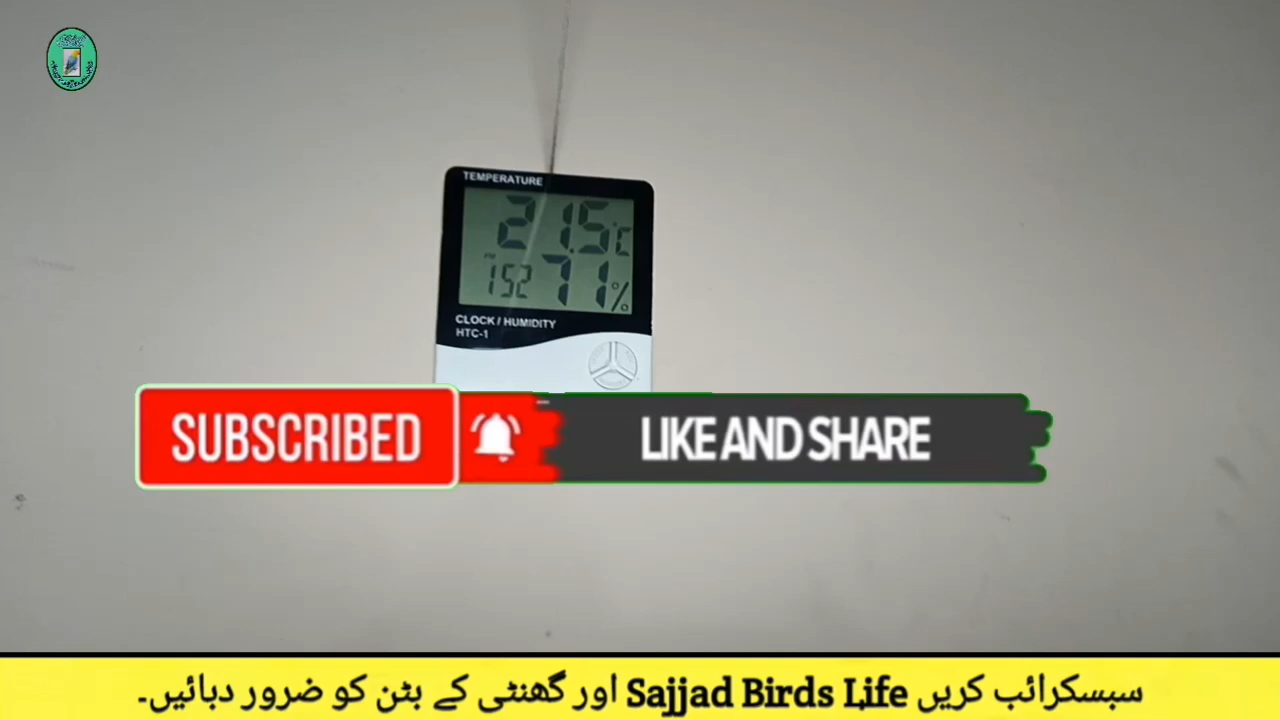 TEMPERATURE
21.5°C
PM
152 71%
CLOCK / HUMIDITY
HTC-1
SUBSCRIBED LIKE AND SHARE
سبسکرائب کریں Sajjad Birds Life اور گھنٹی کے بٹن کو ضرور دبائیں۔